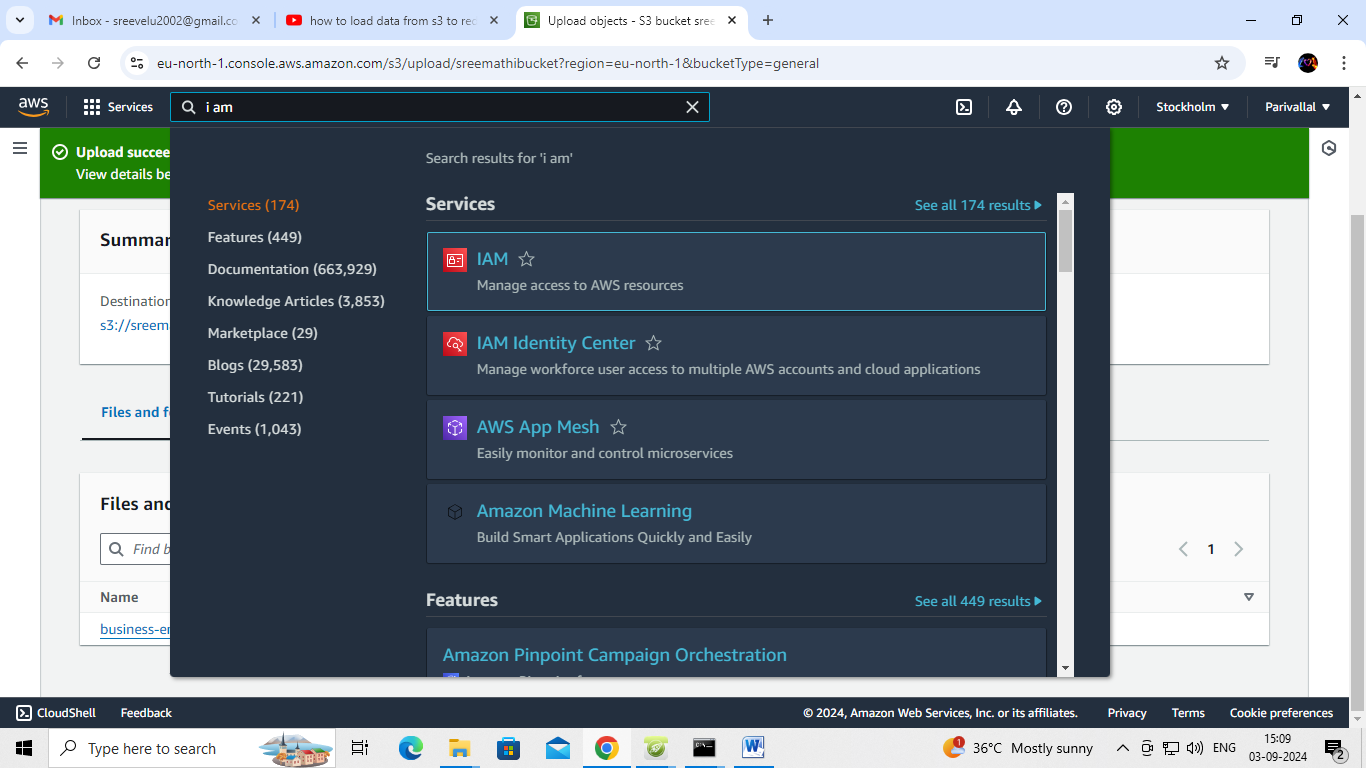 Inbox - sreevelu2002@gmail.co
how to load data from s3 to red
Upload objects - S3 bucket sree
eu-north-1.console.aws.amazon.com/s3/upload/sreemathibucket?region=eu-north-1&bucketType=general
aws
Services
i am
Stockholm
Parivallal
Upload succee
View details be
Search results for 'i am'
Services (174)
Features (449)
Documentation (663,929)
Knowledge Articles (3,853)
Marketplace (29)
Blogs (29,583)
Tutorials (221)
Events (1,043)
Services
See all 174 results
IAM
Manage access to AWS resources
IAM Identity Center
Manage workforce user access to multiple AWS accounts and cloud applications
AWS App Mesh
Easily monitor and control microservices
Amazon Machine Learning
Build Smart Applications Quickly and Easily
Features
See all 449 results
Amazon Pinpoint Campaign Orchestration
Summar
Destination
s3://sreem
Files and f
Files and
Find b
1
Name
business-e
CloudShell
Feedback
© 2024, Amazon Web Services, Inc. or its affiliates.
Privacy
Terms
Cookie preferences
Type here to search
1
36°C Mostly sunny
ENG
15:09
03-09-2024
2